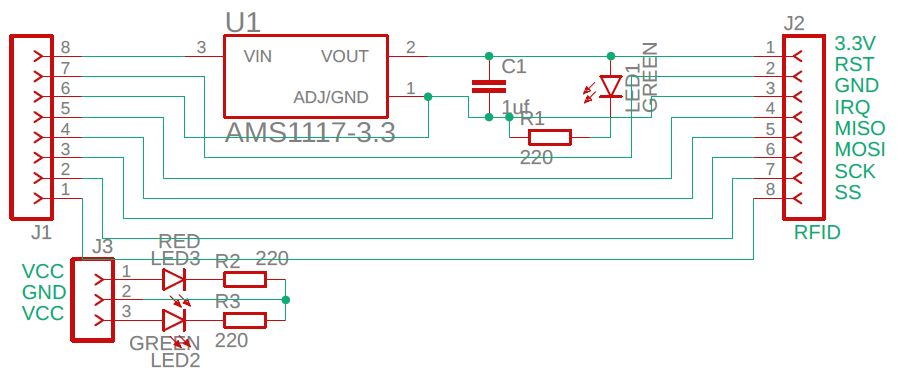 U1
J2
8
3
VIN
VOUT
2
1
3.3V
7
C1
GREEN
LED1
2
RST
6
ADJ/GND
1
3
GND
5
1uf
4
IRQ
4
AMS1117-3.3
R1
5
MISO
3
220
6
MOSI
2
7
SCK
1
8
SS
J1
RFID
J3
RED
LED3
R2
220
VCC
1
GND
2
VCC
3
R3
GREEN
220
LED2